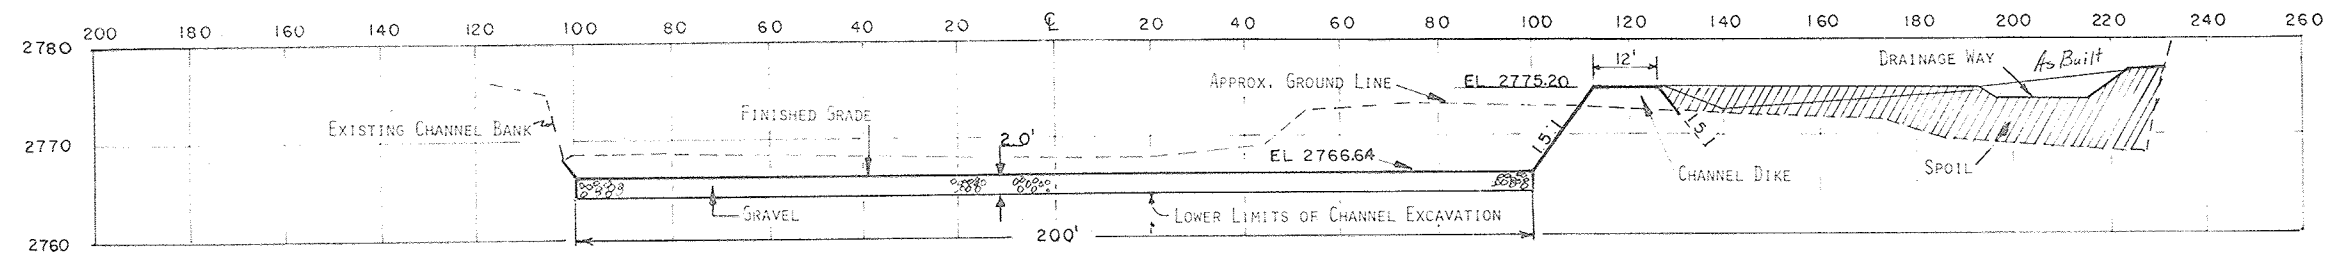 200 180 160 140 120 100 80 60 40 20 ℄ 20 40 60 80 100 120 140 160 180 200 220 240 260
2780
12'
DRAINAGE WAY
As Built
APPROX. GROUND LINE
EL 2775.20
FINISHED GRADE
EXISTING CHANNEL BANK
2.0'
1.5:1
1.5:1
2770
EL 2766.64
CHANNEL DIKE
SPOIL
GRAVEL
LOWER LIMITS OF CHANNEL EXCAVATION
2760
200'